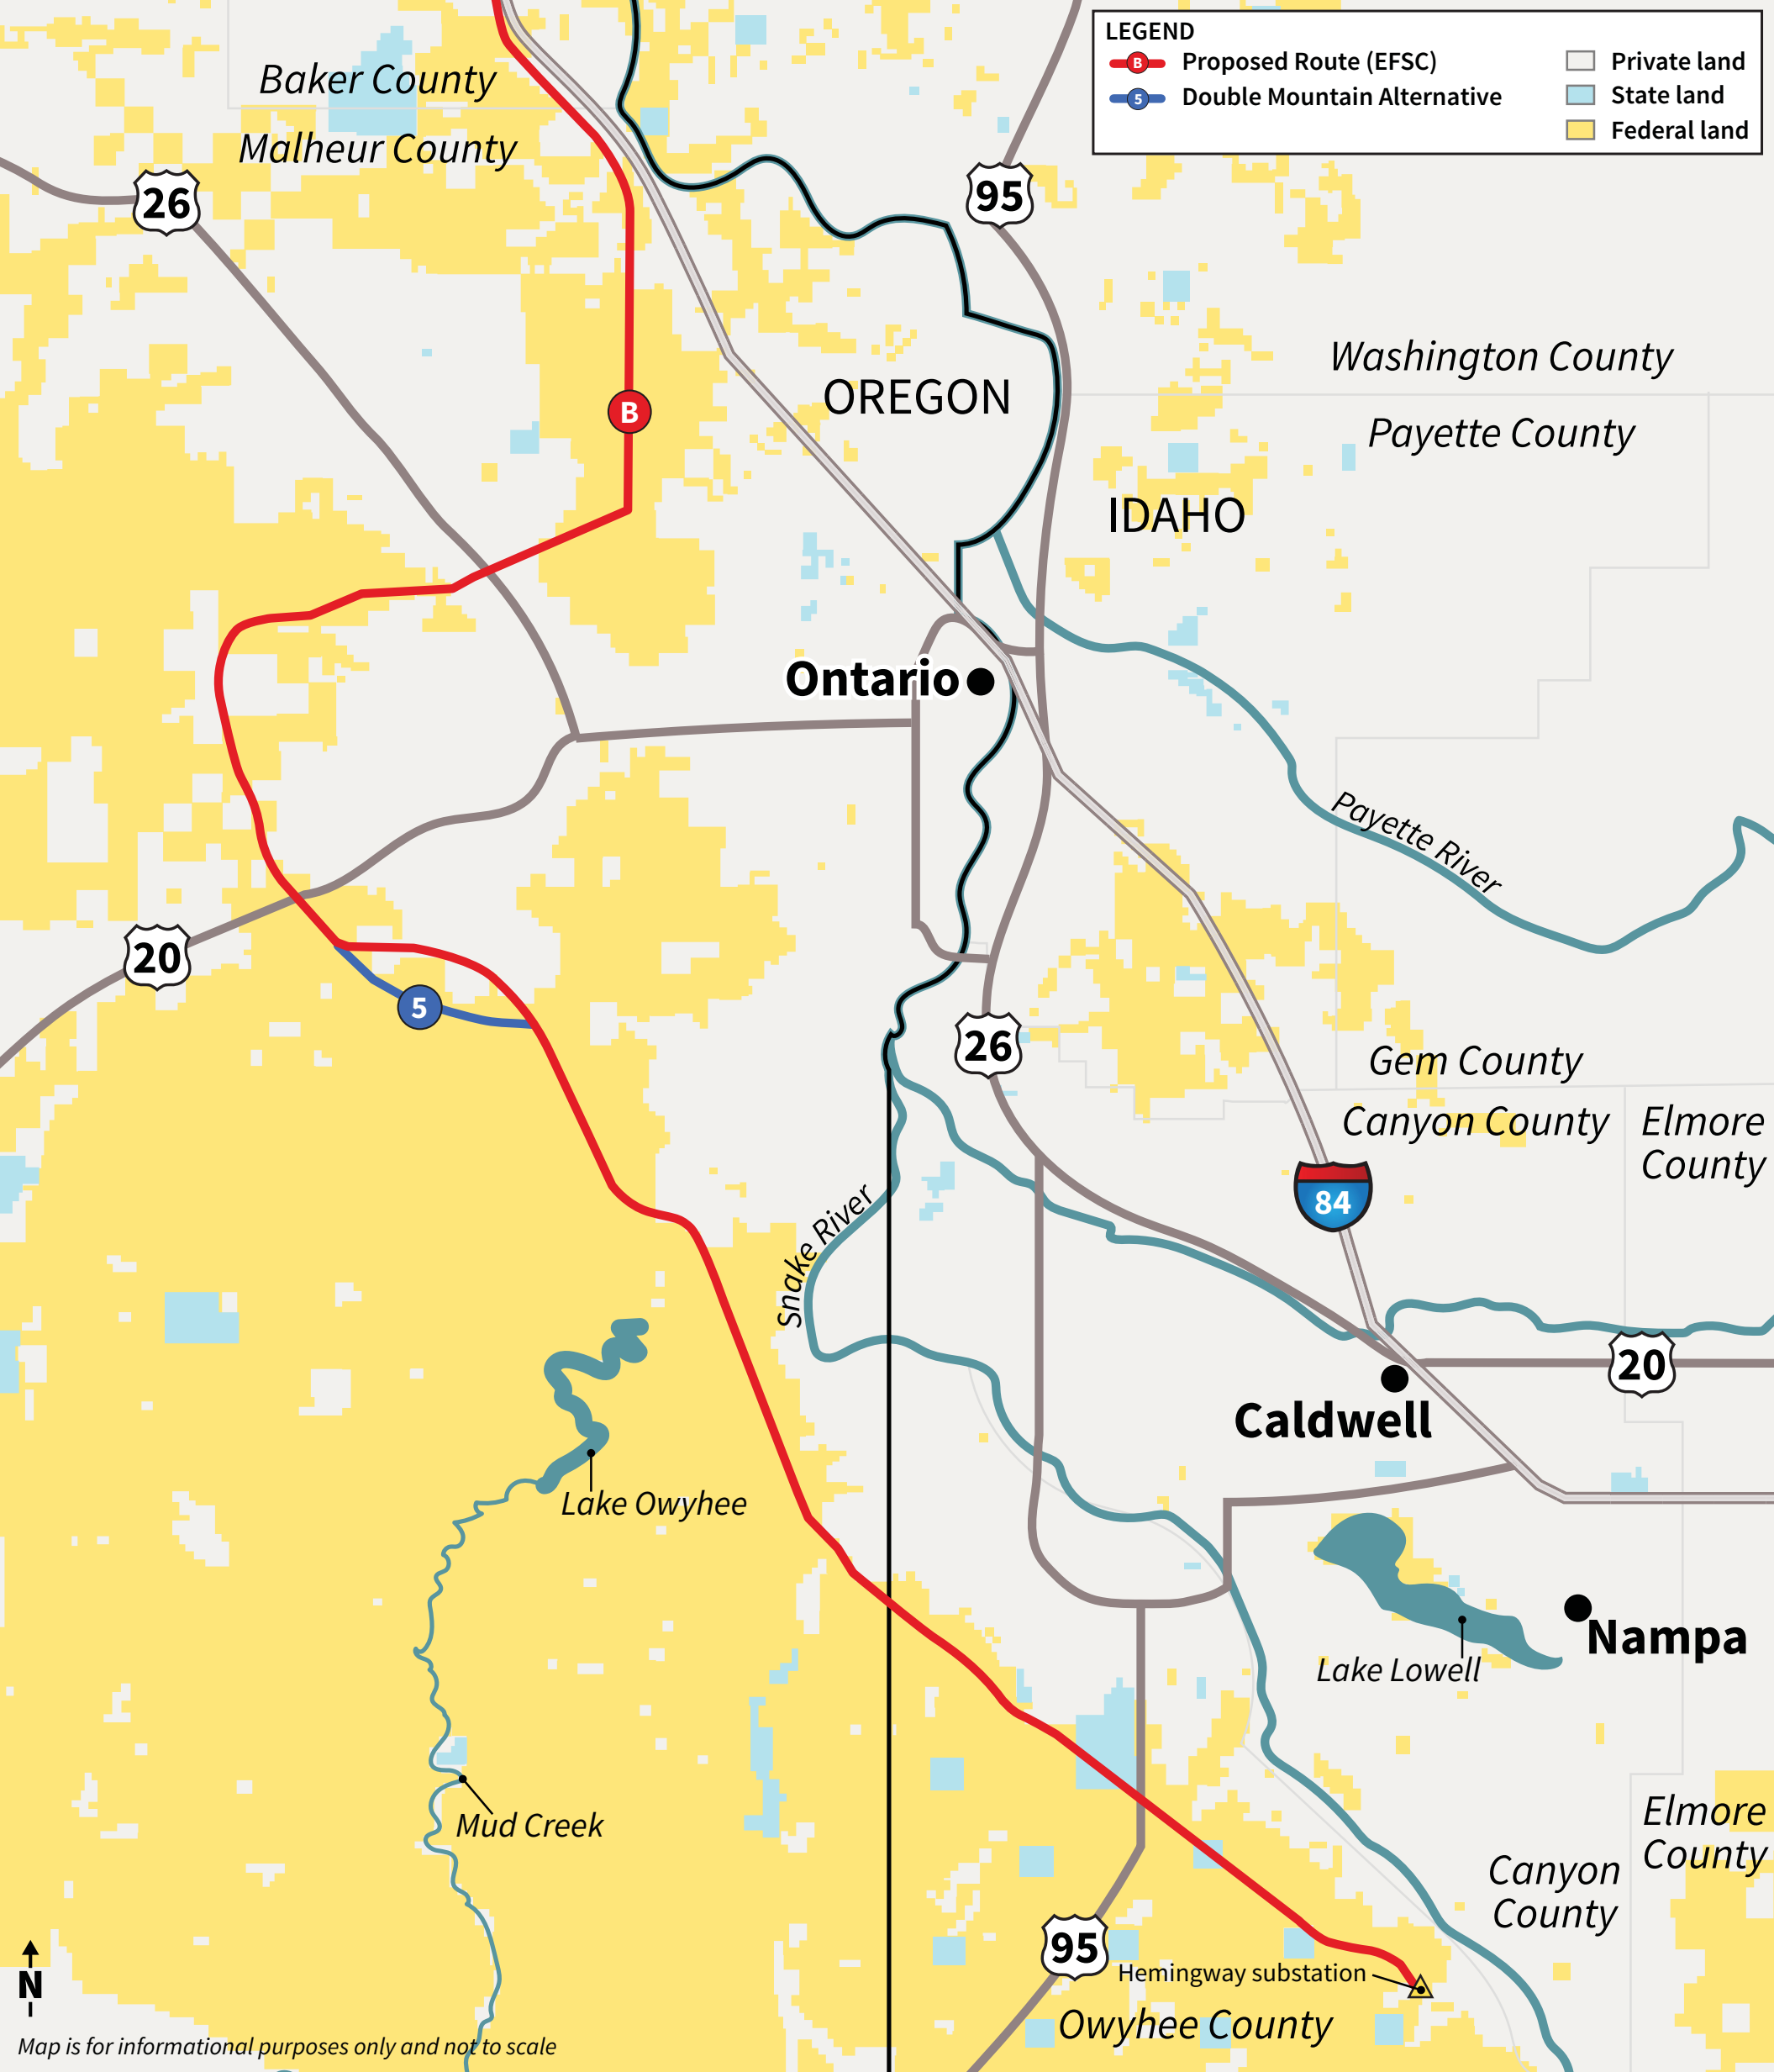 LEGEND
B Proposed Route (EFSC)
5 Double Mountain Alternative
Private land
State land
Federal land
Baker County
Malheur County
26
95
Washington County
OREGON
Payette County
B
IDAHO
Ontario
Payette River
20
5
26
Gem County
Canyon County
Elmore
County
84
Snake River
20
Caldwell
Lake Owyhee
Nampa
Lake Lowell
Mud Creek
Elmore
County
Canyon
County
95
Hemingway substation
N
Owyhee County
Map is for informational purposes only and not to scale